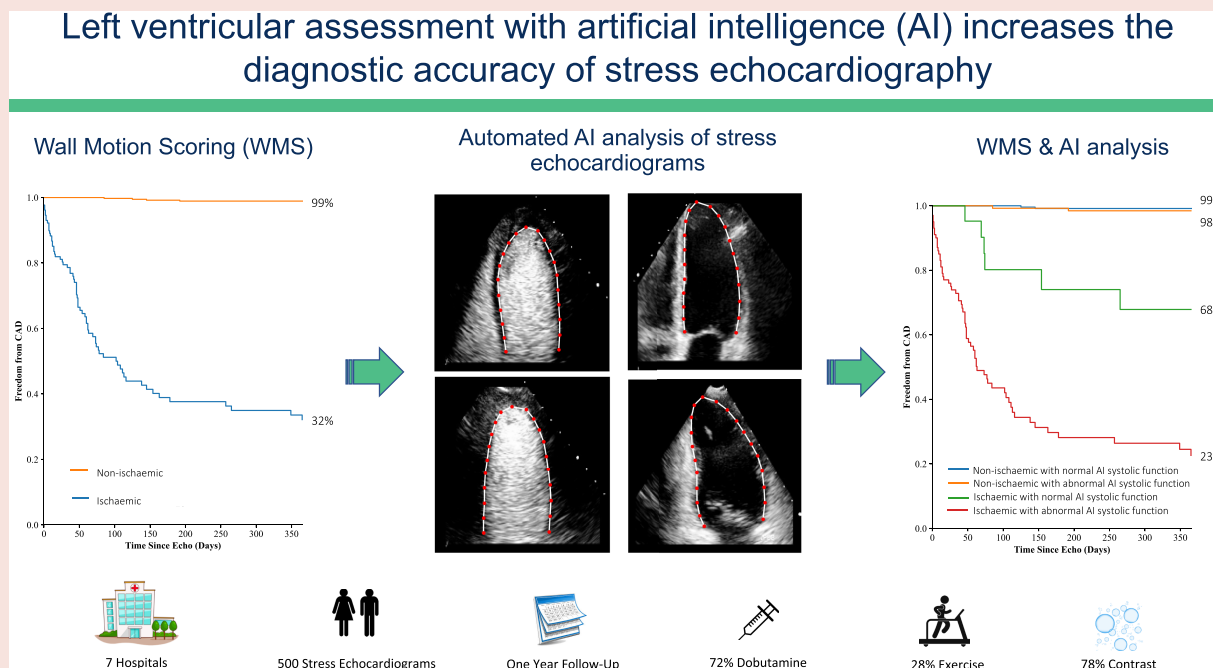 Left ventricular assessment with artificial intelligence (AI) increases the
diagnostic accuracy of stress echocardiography
Wall Motion Scoring (WMS)
Automated AI analysis of stress
echocardiograms
WMS & AI analysis
Freedom from CAD
1.0
0.8
0.6
0.4
0.2
0.0
99%
32%
Non-ischaemic
Ischaemic
0 50 100 150 200 250 300 350
Time Since Echo (Days)
Freedom from CAD
1.0
0.8
0.6
0.4
0.2
0.0
99
98
68
23
Non-ischaemic with normal AI systolic function
Non-ischaemic with abnormal AI systolic function
Ischaemic with normal AI systolic function
Ischaemic with abnormal AI systolic function
0 50 100 150 200 250 300 350
Time Since Echo (Days)
7 Hospitals
500 Stress Echocardiograms
One Year Follow-Up
72% Dobutamine
28% Exercise
78% Contrast